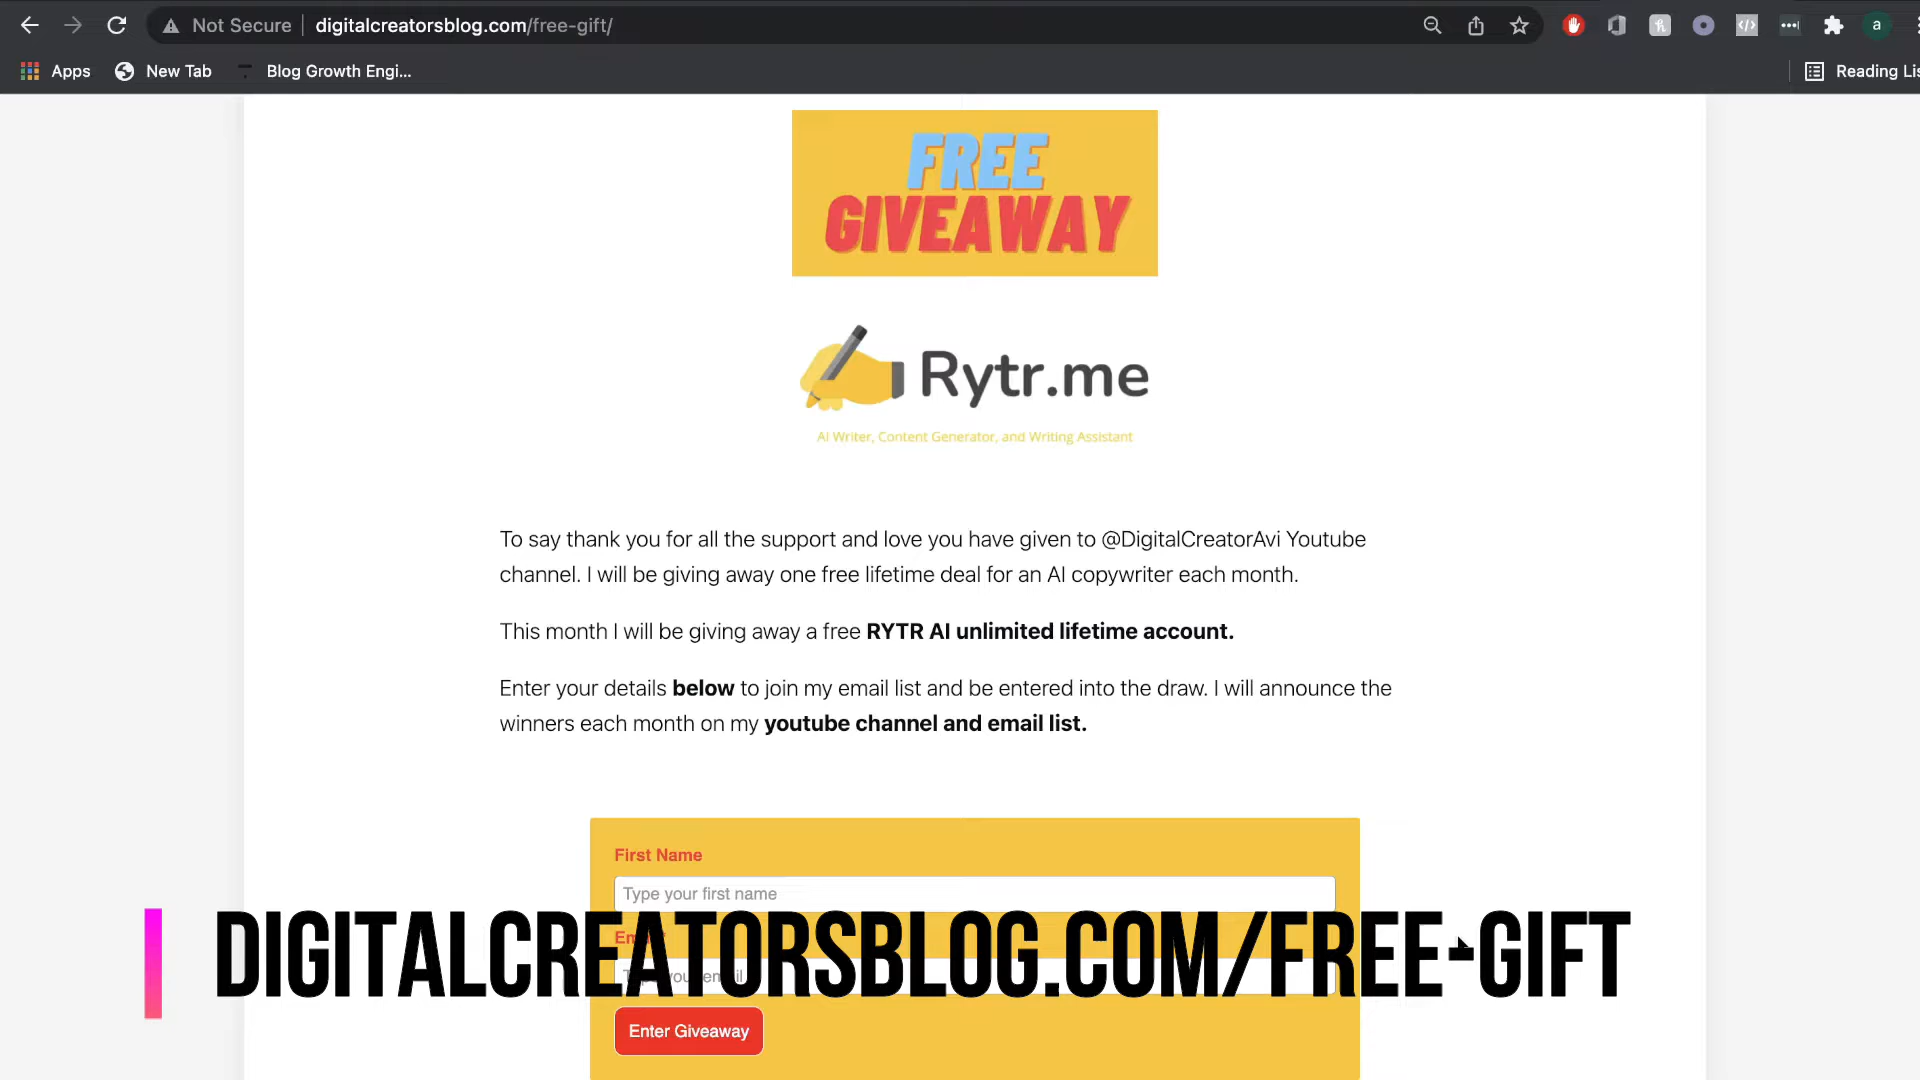 Not Secure
digitalcreatorsblog.com/free-gift/
a
Apps
New Tab
Blog Growth Engi...
Reading Lis
FREE
GIVEAWAY
Rytr.me
AI Writer, Content Generator, and Writing Assistant
To say thank you for all the support and love you have given to @DigitalCreatorAvi Youtube
channel. I will be giving away one free lifetime deal for an AI copywriter each month.
This month I will be giving away a free RYTR AI unlimited lifetime account.
Enter your details below to join my email list and be entered into the draw. I will announce the
winners each month on my youtube channel and email list.
First Name
Type your first name
DIGITALCREATORSBLOG.COM/FREE-GIFT
Enter Giveaway